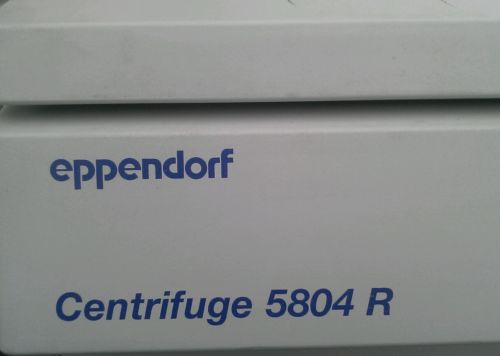 eppendorf
Centrifuge 5804 R